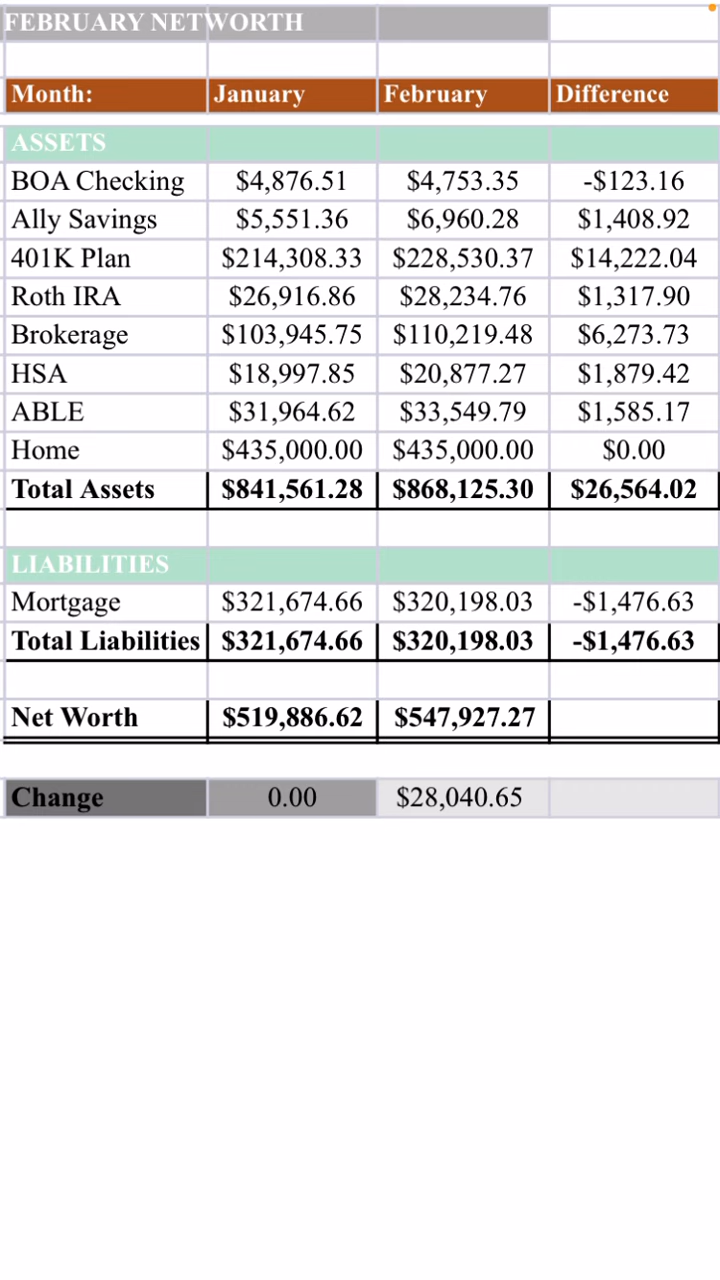 FEBRUARY NETWORTH
Month: January February Difference
ASSETS
BOA Checking $4,876.51 $4,753.35 -$123.16
Ally Savings $5,551.36 $6,960.28 $1,408.92
401K Plan $214,308.33 $228,530.37 $14,222.04
Roth IRA $26,916.86 $28,234.76 $1,317.90
Brokerage $103,945.75 $110,219.48 $6,273.73
HSA $18,997.85 $20,877.27 $1,879.42
ABLE $31,964.62 $33,549.79 $1,585.17
Home $435,000.00 $435,000.00 $0.00
Total Assets $841,561.28 $868,125.30 $26,564.02
LIABILITIES
Mortgage $321,674.66 $320,198.03 -$1,476.63
Total Liabilities $321,674.66 $320,198.03 -$1,476.63
Net Worth $519,886.62 $547,927.27
Change 0.00 $28,040.65